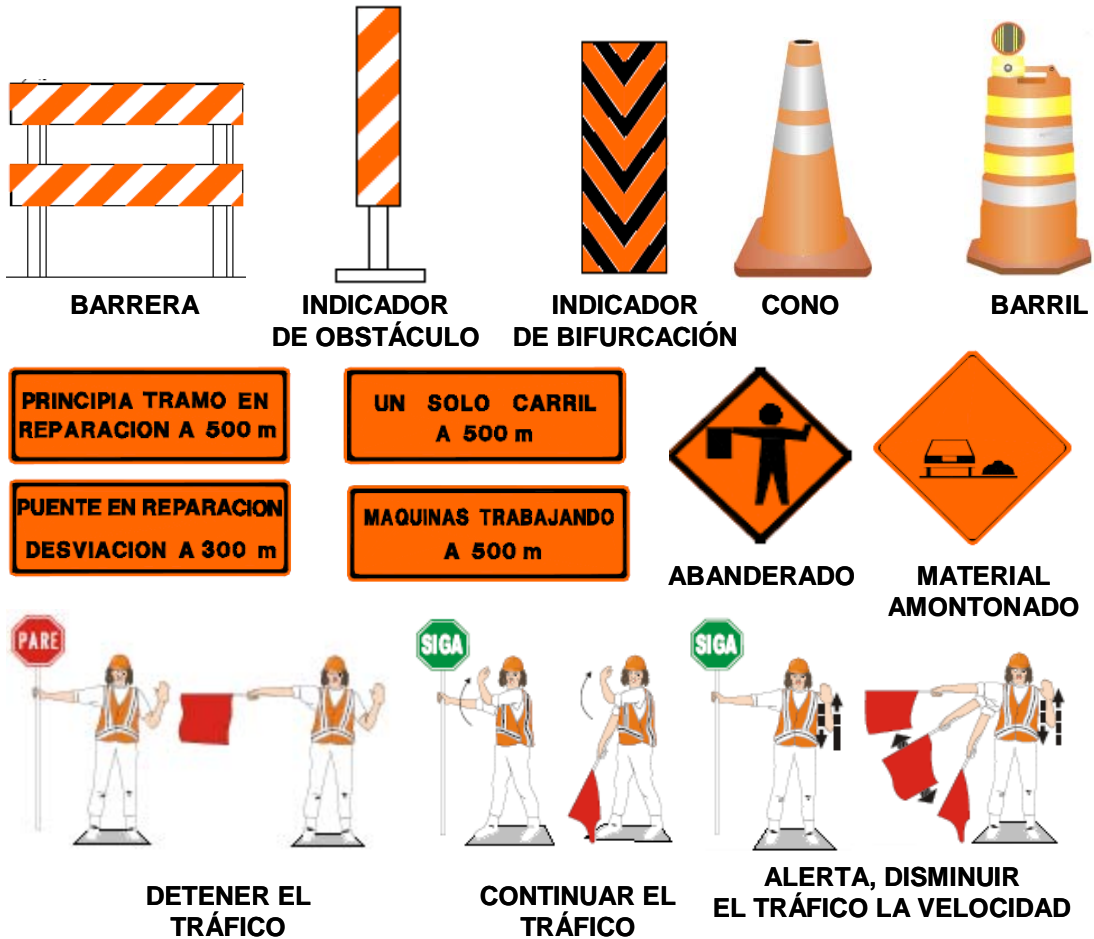 BARRERA
INDICADOR
DE OBSTÁCULO
INDICADOR
DE BIFURCACIÓN
CONO
BARRIL
PRINCIPIA TRAMO EN
REPARACION A 500 m
UN SOLO CARRIL
A 500 m
PUENTE EN REPARACION
DESVIACION A 300 m
MAQUINAS TRABAJANDO
A 500 m
ABANDERADO
MATERIAL
AMONTONADO
PARE
SIGA
SIGA
DETENER EL
TRÁFICO
CONTINUAR EL
TRÁFICO
ALERTA, DISMINUIR
EL TRÁFICO LA VELOCIDAD